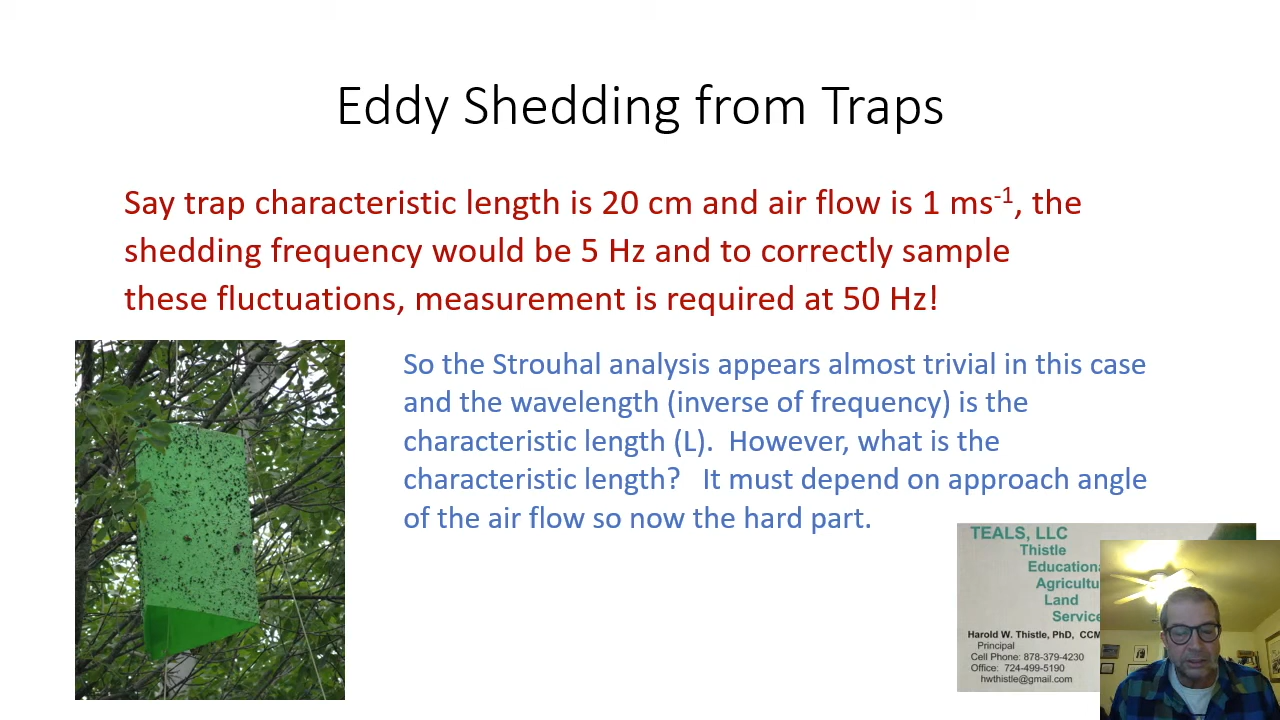 Eddy Shedding from Traps
Say trap characteristic length is 20 cm and air flow is 1 ms⁻¹, the
shedding frequency would be 5 Hz and to correctly sample
these fluctuations, measurement is required at 50 Hz!
So the Strouhal analysis appears almost trivial in this case
and the wavelength (inverse of frequency) is the
characteristic length (L). However, what is the
characteristic length? It must depend on approach angle
of the air flow so now the hard part.
TEALS, LLC
Thistle
Educationa
Agricultu
Land
Service
Harold W. Thistle, PhD, CCM
Principal
Cell Phone: 878-379-4230
Office: 724-499-5190
hwthistle@gmail.com